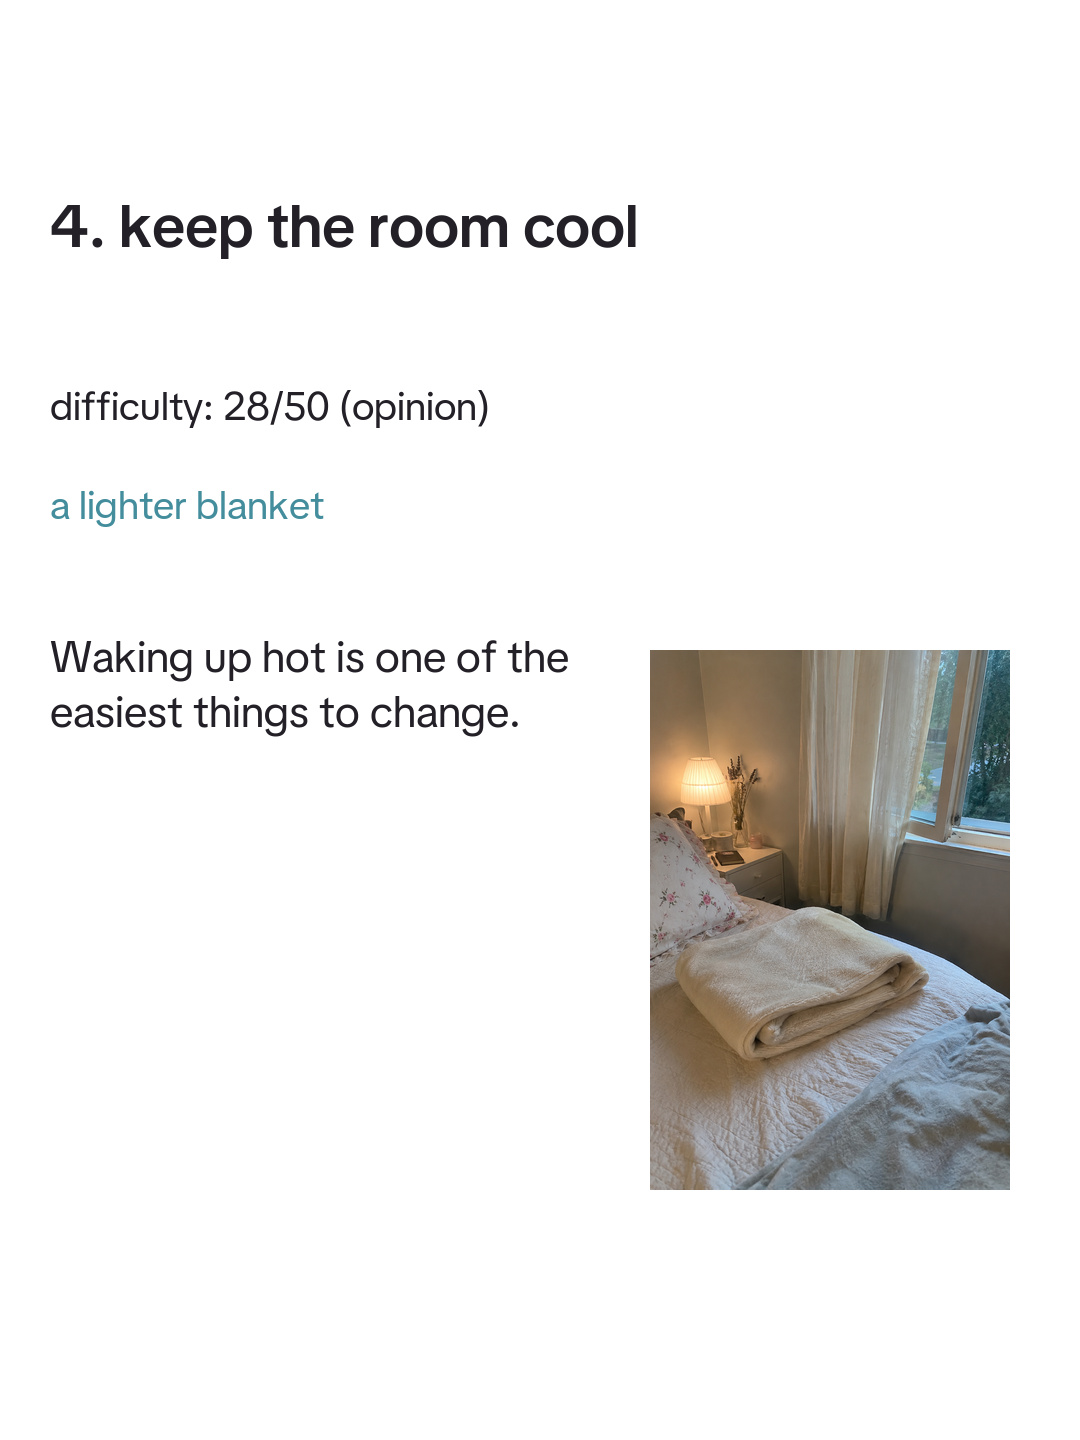 4. keep the room cool
difficulty: 28/50 (opinion)
a lighter blanket
Waking up hot is one of the
easiest things to change.